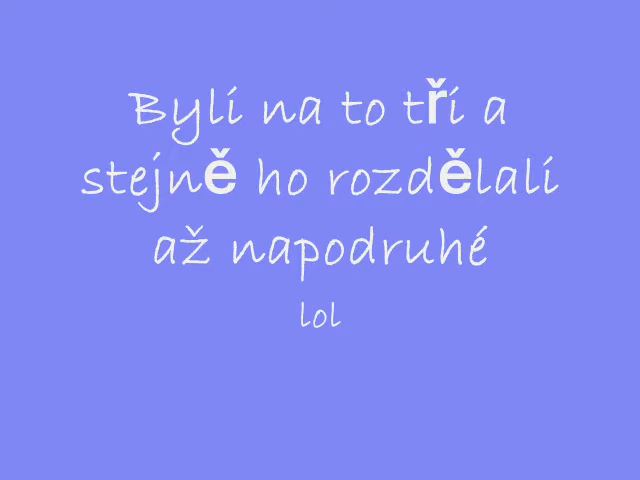 Byli na to tři a
stejně ho rozdělali
až napodruhé
lol